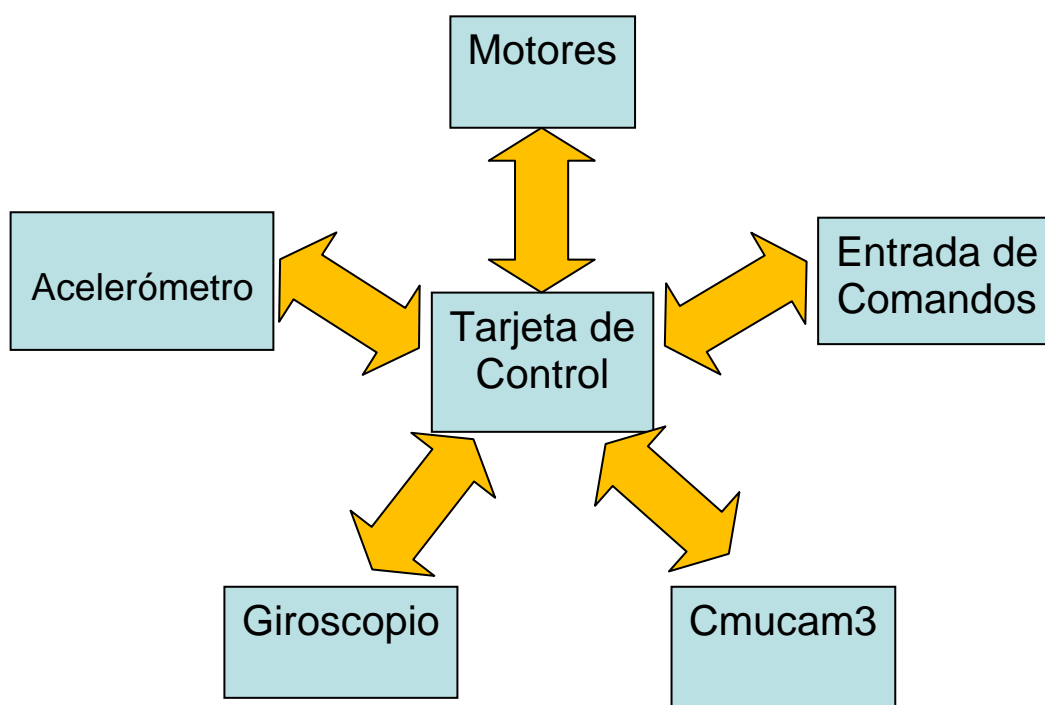 Motores
Acelerómetro
Entrada de
Comandos
Tarjeta de
Control
Giroscopio
Cmucam3